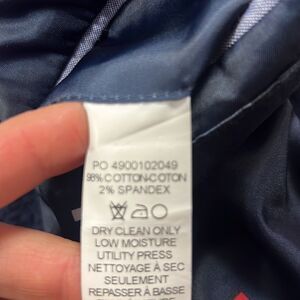 PO 4900102049
98% COTTON-COTON
2% SPANDEX
DRY CLEAN ONLY
LOW MOISTURE
UTILITY PRESS
NETTOYAGE À SEC
SEULEMENT
REPASSER À BASSE